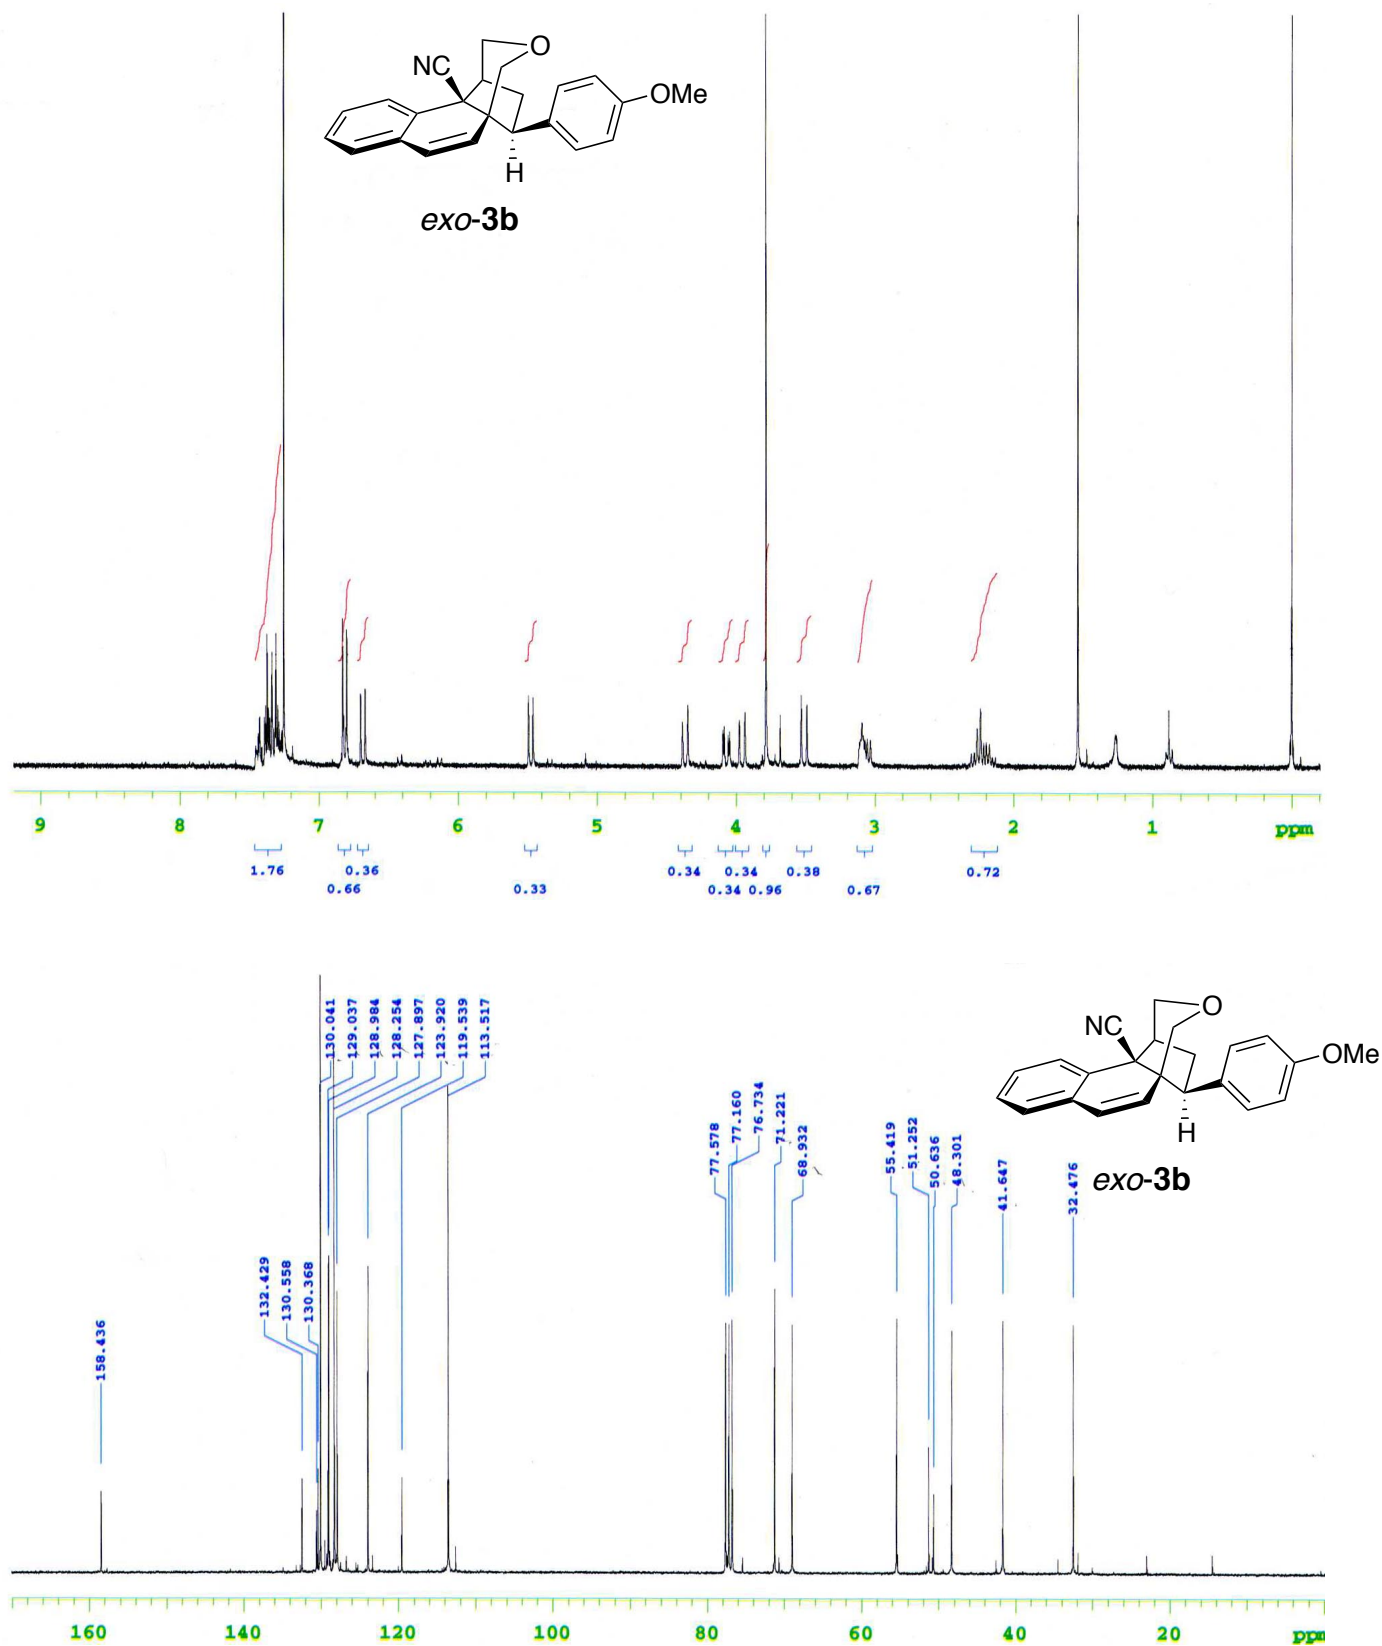 O
NC
OMe
H
exo-3b
9 8 7 6 5 4 3 2 1 ppm
1.76 0.36 0.34 0.34 0.38 0.72
0.66 0.33 0.34 0.96 0.67
130.041
129.037
128.984
128.254
127.897
123.920
119.539
113.517
132.429
130.558
130.368
158.436
77.578
77.160
76.734
71.221
68.932
55.419
51.252
50.636
48.301
41.647
32.476
O
NC
OMe
H
exo-3b
160 140 120 100 80 60 40 20 ppm